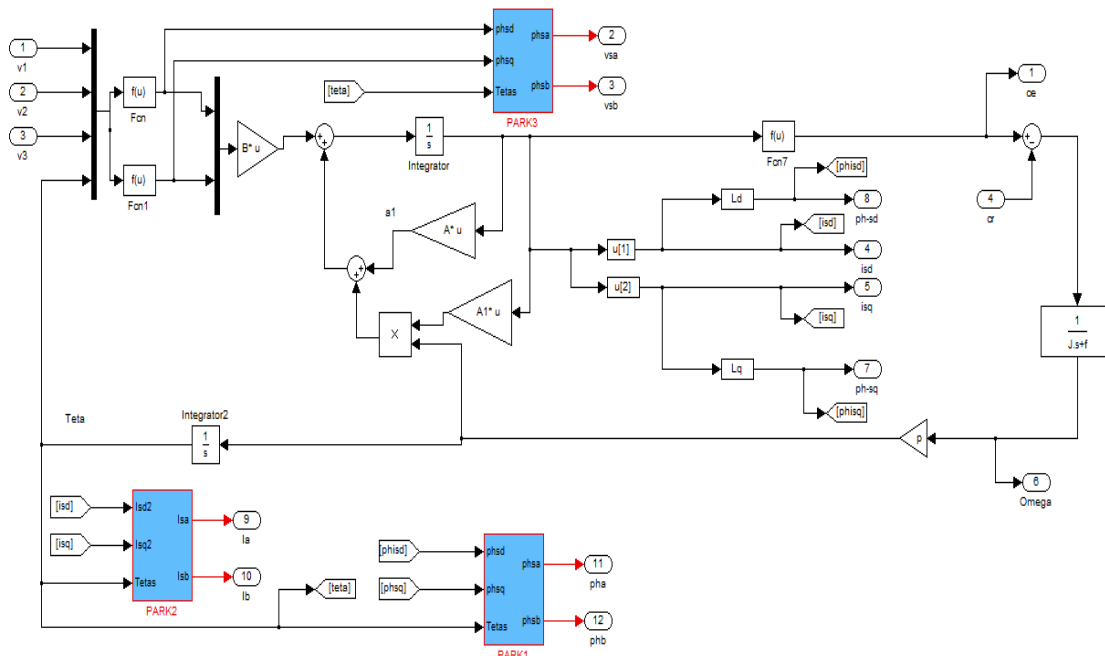 1
v1
2
v2
3
v3
f(u)
Fcn
f(u)
Fcn1
B* u
[teta]
phsd
phsq
Tetas
phsa
phsb
PARK3
2
vsa
3
vsb
1
s
Integrator
f(u)
Fcn7
1
ce
4
cr
a1
A* u
A1* u
X
u[1]
u[2]
Ld
[phisd]
8
ph-sd
[isd]
4
isd
5
isq
[isq]
Lq
7
ph-sq
[phisq]
1
J.s+f
p
6
Omega
Teta
Integrator2
1
s
[isd]
[isq]
Isd2
Isq2
Tetas
Isa
Isb
PARK2
9
Ia
10
Ib
[teta]
[phisd]
[phsq]
phsd
phsq
Tetas
phsa
phsb
PARK1
11
pha
12
phb